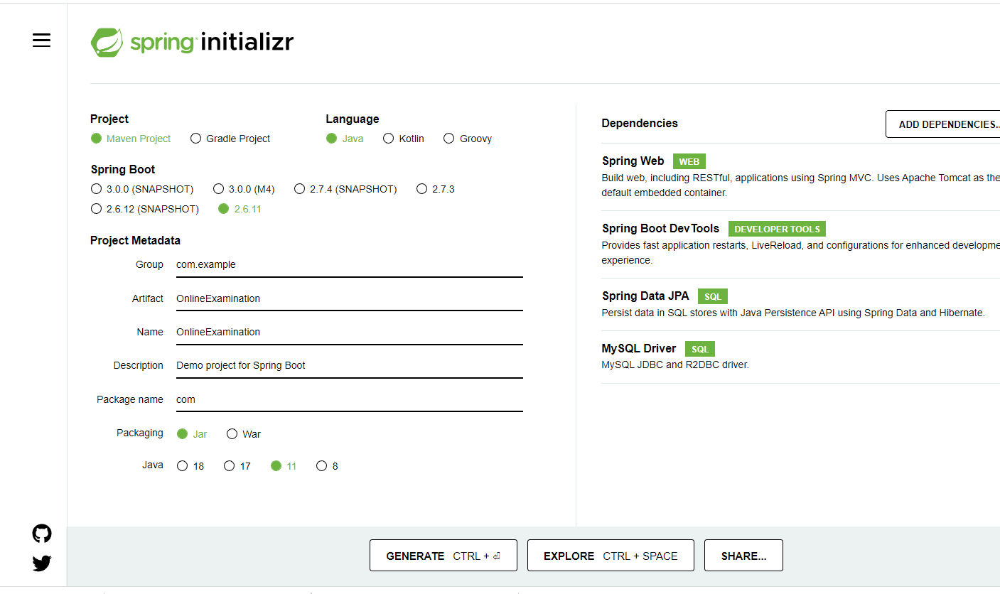 spring initializr
Project
Maven Project Gradle Project
Language
Java Kotlin Groovy
Spring Boot
3.0.0 (SNAPSHOT) 3.0.0 (M4) 2.7.4 (SNAPSHOT) 2.7.3
2.6.12 (SNAPSHOT) 2.6.11
Project Metadata
Group com.example
Artifact OnlineExamination
Name OnlineExamination
Description Demo project for Spring Boot
Package name com
Packaging Jar War
Java 18 17 11 8
Dependencies ADD DEPENDENCIES..
Spring Web WEB
Build web, including RESTful, applications using Spring MVC. Uses Apache Tomcat as the
default embedded container.
Spring Boot DevTools DEVELOPER TOOLS
Provides fast application restarts, LiveReload, and configurations for enhanced developme
experience.
Spring Data JPA SQL
Persist data in SQL stores with Java Persistence API using Spring Data and Hibernate.
MySQL Driver SQL
MySQL JDBC and R2DBC driver.
GENERATE CTRL + ⏎ EXPLORE CTRL + SPACE SHARE...